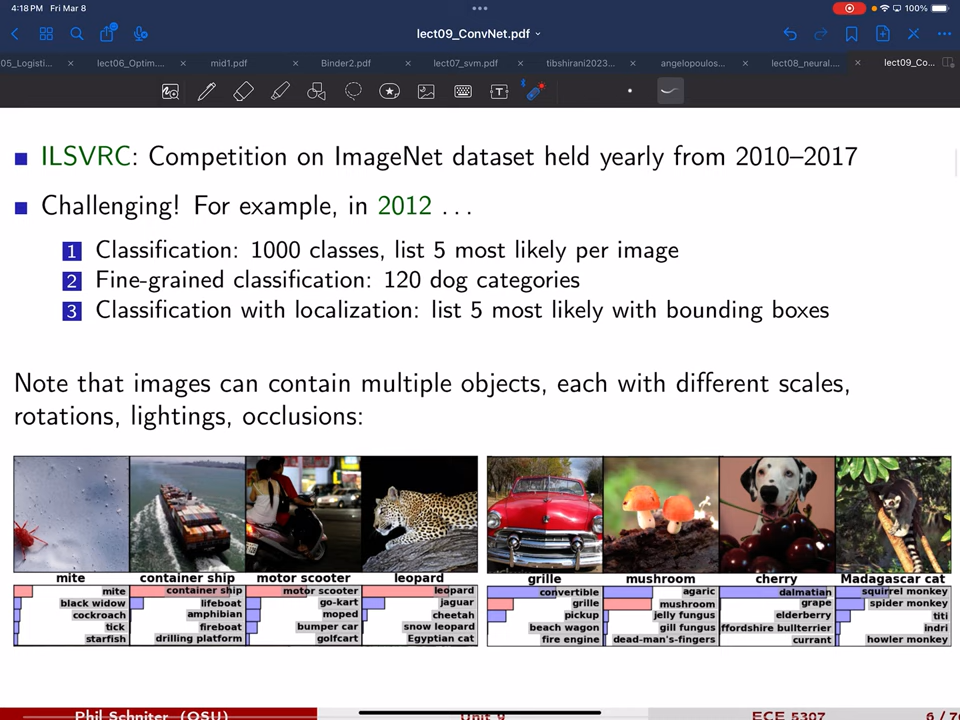 4:18 PM Fri Mar 8
100%
lect09_ConvNet.pdf
05_Logisti... lect06_Optim.... mid1.pdf Binder2.pdf lect07_svm.pdf tibshirani2023... angelopoulos... lect08_neural.... lect09_Co...
ILSVRC: Competition on ImageNet dataset held yearly from 2010–2017
Challenging! For example, in 2012 ...
1 Classification: 1000 classes, list 5 most likely per image
2 Fine-grained classification: 120 dog categories
3 Classification with localization: list 5 most likely with bounding boxes
Note that images can contain multiple objects, each with different scales,
rotations, lightings, occlusions:
mite container ship motor scooter leopard grille mushroom cherry Madagascar cat
mite container ship motor scooter leopard convertible agaric dalmatian squirrel monkey
black widow lifeboat go-kart jaguar grille mushroom grape spider monkey
cockroach amphibian moped cheetah pickup jelly fungus elderberry titi
tick fireboat bumper car snow leopard beach wagon gill fungus ffordshire bullterrier indri
starfish drilling platform golfcart Egyptian cat fire engine dead-man's-fingers currant howler monkey
Phil Schniter (OSU) Unit 9 ECE 5307 6 / 7